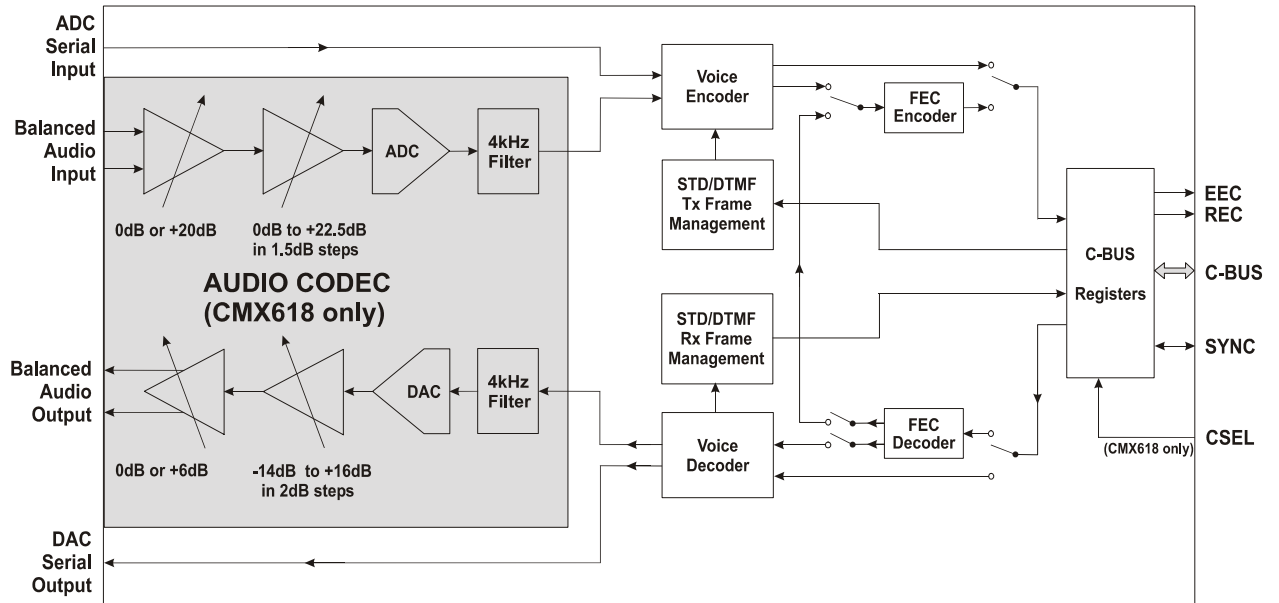 ADC
Serial
Input
Balanced
Audio
Input
0dB or +20dB
0dB to +22.5dB
in 1.5dB steps
ADC
4kHz
Filter
AUDIO CODEC
(CMX618 only)
Balanced
Audio
Output
0dB or +6dB
-14dB to +16dB
in 2dB steps
DAC
4kHz
Filter
DAC
Serial
Output
Voice
Encoder
FEC
Encoder
STD/DTMF
Tx Frame
Management
STD/DTMF
Rx Frame
Management
Voice
Decoder
FEC
Decoder
C-BUS
Registers
(CMX618 only)
EEC
REC
C-BUS
SYNC
CSEL